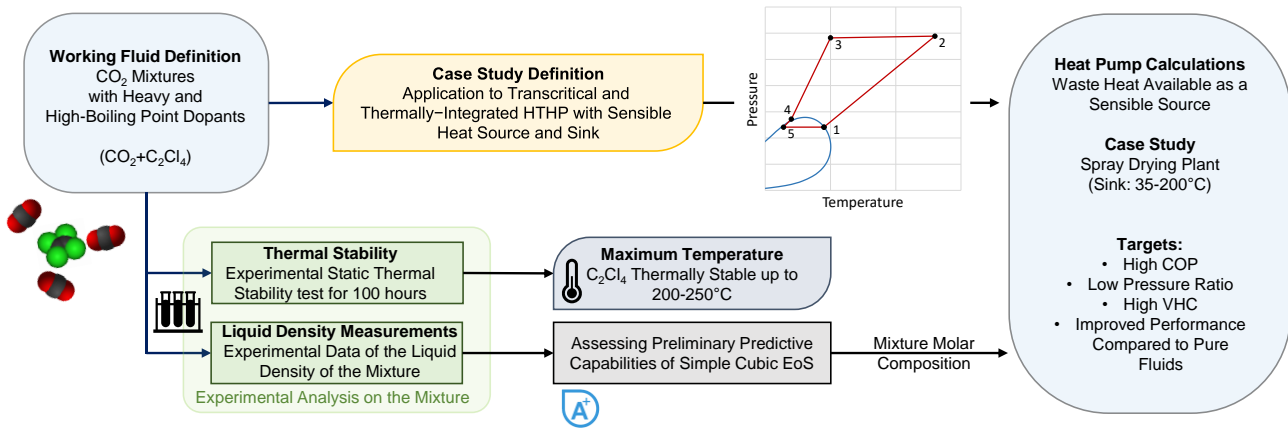 Working Fluid Definition
CO₂ Mixtures
with Heavy and
High-Boiling Point Dopants
(CO₂+C₂Cl₄)
Case Study Definition
Application to Transcritical and
Thermally−Integrated HTHP with Sensible
Heat Source and Sink
Pressure
3
2
4
5
1
Temperature
Heat Pump Calculations
Waste Heat Available as a
Sensible Source
Case Study
Spray Drying Plant
(Sink: 35-200°C)
Targets:
• High COP
• Low Pressure Ratio
• High VHC
• Improved Performance
Compared to Pure
Fluids
Thermal Stability
Experimental Static Thermal
Stability test for 100 hours
Maximum Temperature
C₂Cl₄ Thermally Stable up to
200-250°C
Liquid Density Measurements
Experimental Data of the Liquid
Density of the Mixture
Experimental Analysis on the Mixture
Assessing Preliminary Predictive
Capabilities of Simple Cubic EoS
A+
Mixture Molar
Composition